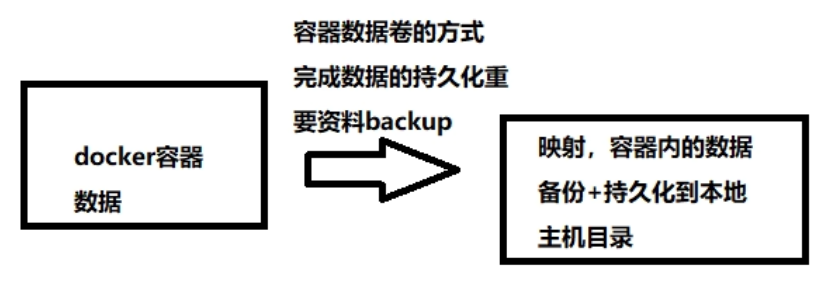 容器数据卷的方式
完成数据的持久化重
要资料backup
docker容器
数据
映射，容器内的数据
备份+持久化到本地
主机目录